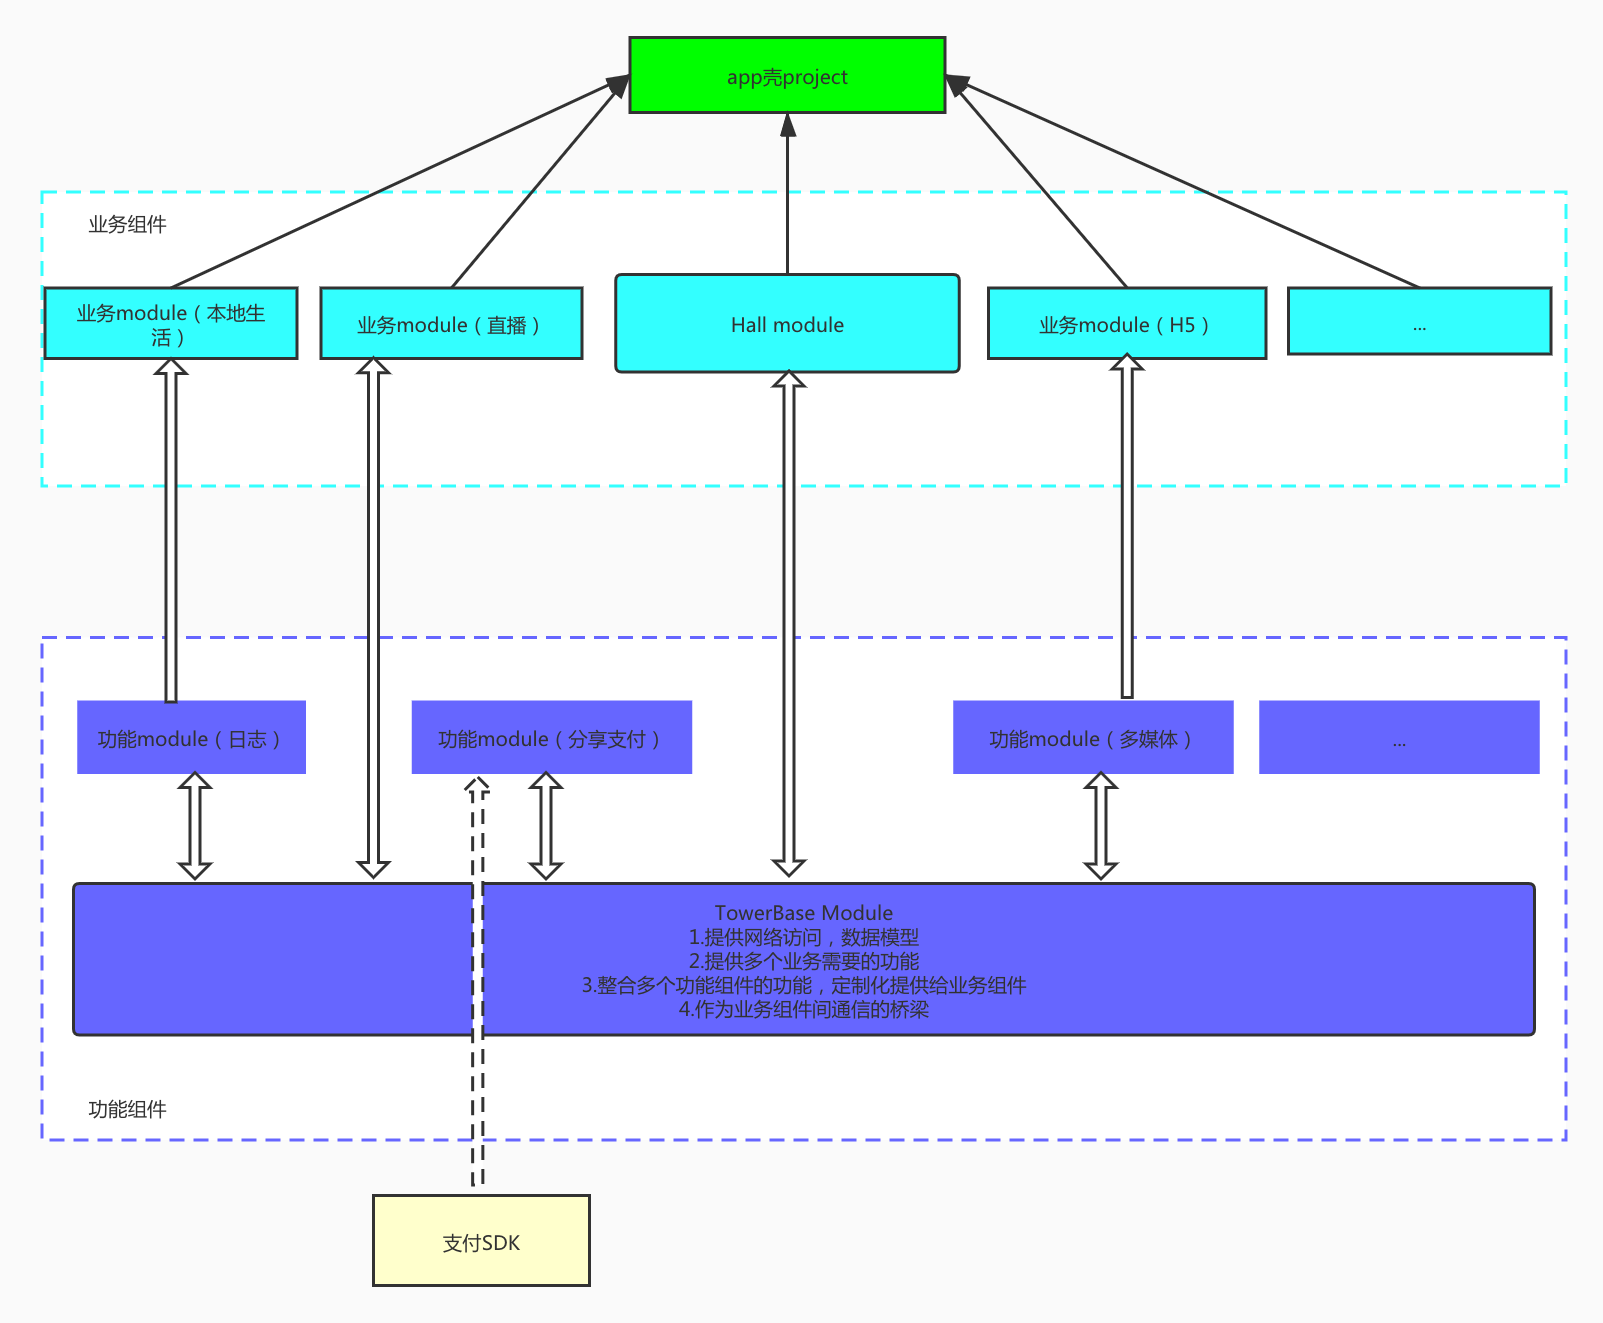 app壳project
业务组件
业务module（本地生
活）
业务module（直播）
Hall module
业务module（H5）
...
功能module（日志）
功能module（分享支付）
功能module（多媒体）
...
TowerBase Module
1.提供网络访问，数据模型
2.提供多个业务需要的功能
3.整合多个功能组件的功能，定制化提供给业务组件
4.作为业务组件间通信的桥梁
功能组件
支付SDK